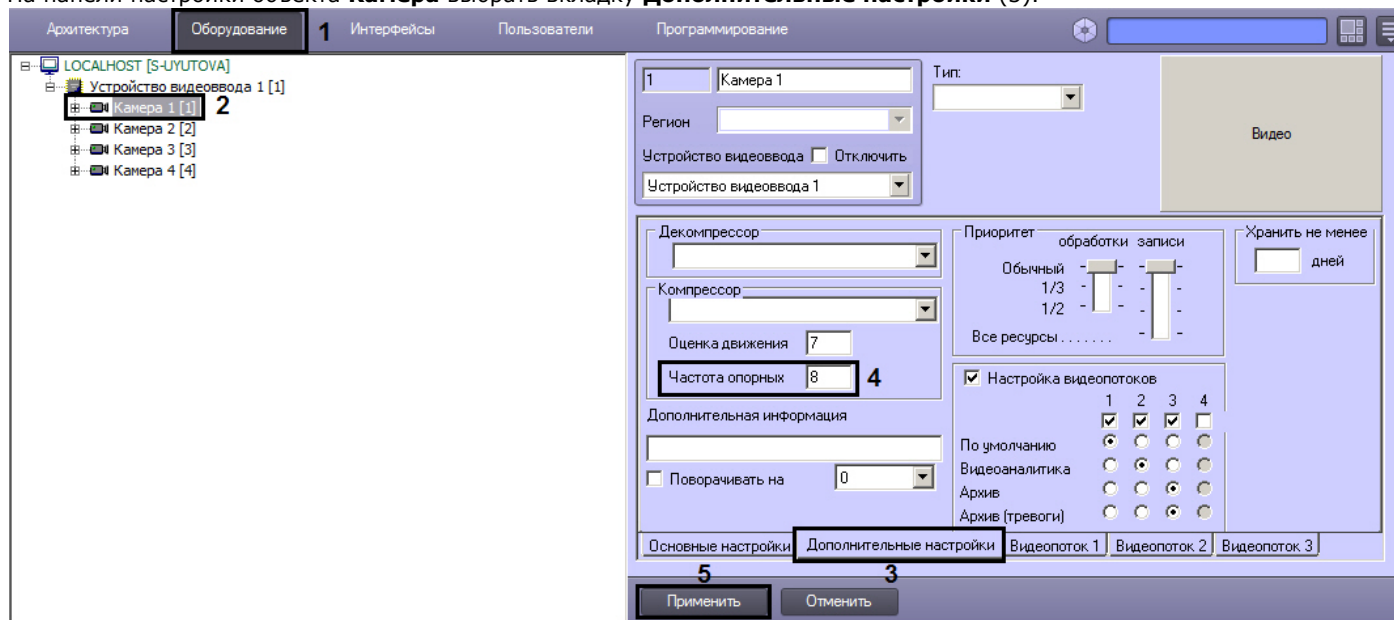 На панели настройки объекта Камера выбрать вкладку Дополнительные настройки (3).
Архитектура Оборудование 1 Интерфейсы Пользователи Программирование
LOCALHOST [S-UYUTOVA]
Устройство видеоввода 1 [1]
Камера 1 [1] 2
Камера 2 [2]
Камера 3 [3]
Камера 4 [4]
1 Камера 1
Тип:
Регион
Устройство видеоввода Отключить
Устройство видеоввода 1
Видео
Декомпрессор
Компрессор
Оценка движения 7
Частота опорных 8 4
Дополнительная информация
Поворачивать на 0
Приоритет
обработки записи
Обычный
1/3
1/2
Все ресурсы . . . . . . .
Хранить не менее
дней
Настройка видеопотоков
1 2 3 4
По умолчанию
Видеоаналитика
Архив
Архив (тревоги)
Основные настройки Дополнительные настройки Видеопоток 1 Видеопоток 2 Видеопоток 3
5 3
Применить Отменить